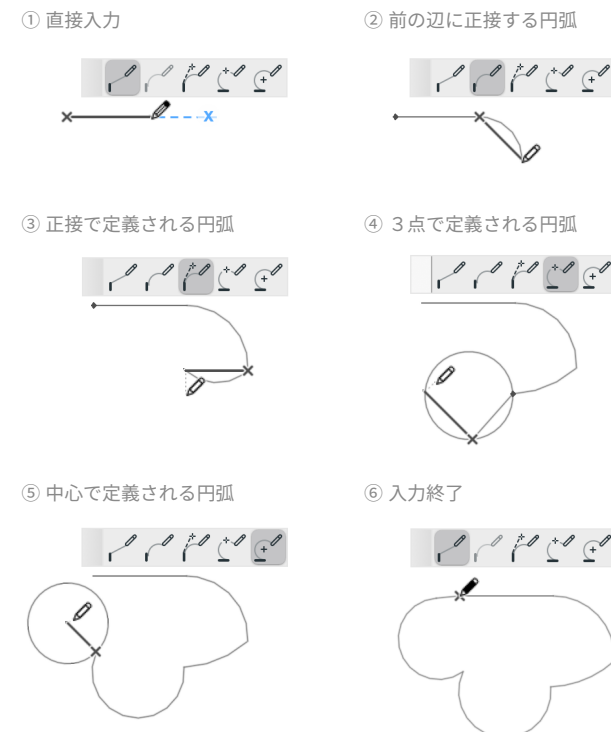 ① 直接入力
② 前の辺に正接する円弧
③ 正接で定義される円弧
④ ３点で定義される円弧
⑤ 中心で定義される円弧
⑥ 入力終了